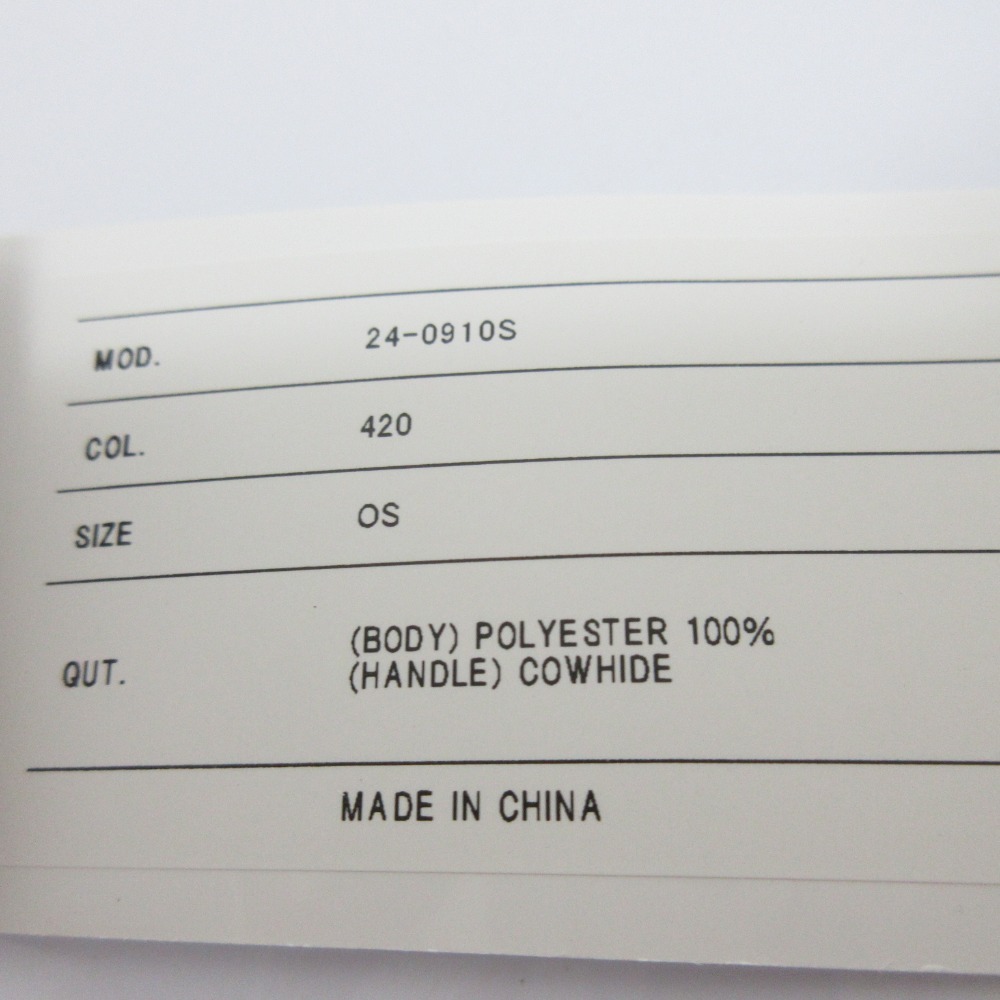 MOD. 24-0910S
COL. 420
SIZE OS
QUT. (BODY) POLYESTER 100%
(HANDLE) COWHIDE
MADE IN CHINA